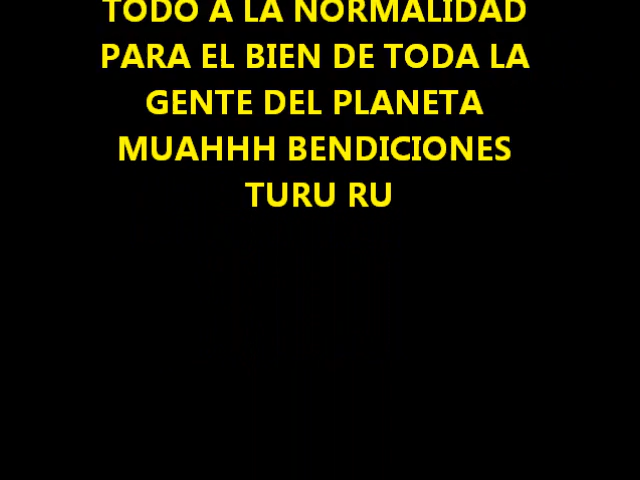 TODO A LA NORMALIDAD
PARA EL BIEN DE TODA LA
GENTE DEL PLANETA
MUAHHH BENDICIONES
TURU RU